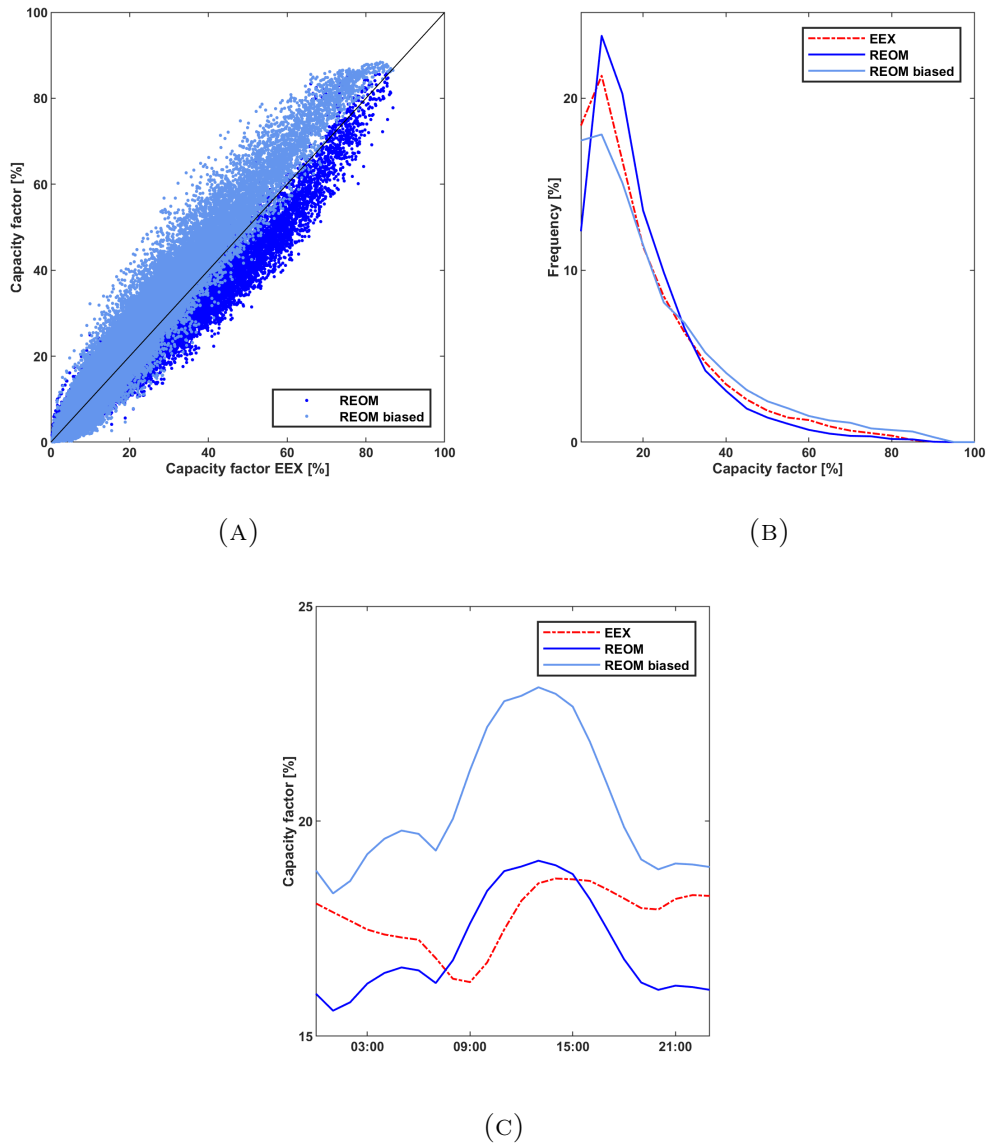 100
80
60
40
20
0
Capacity factor [%]
0 20 40 60 80 100
Capacity factor EEX [%]
REOM
REOM biased
(A)
20
10
0
Frequency [%]
20 40 60 80 100
Capacity factor [%]
EEX
REOM
REOM biased
(B)
25
20
15
Capacity factor [%]
03:00 09:00 15:00 21:00
EEX
REOM
REOM biased
(C)